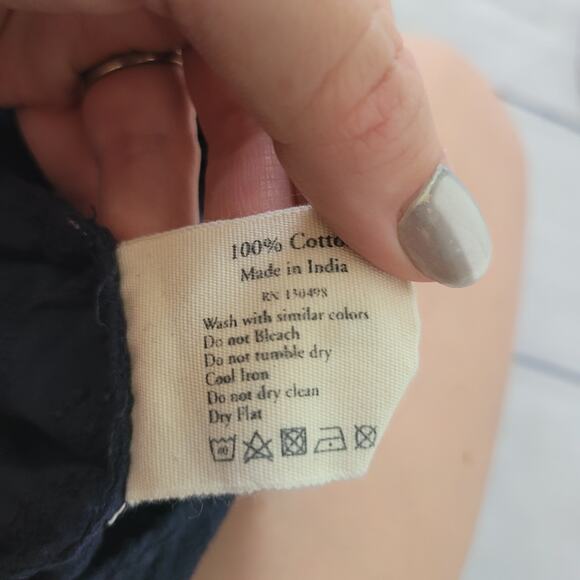 100% Cotto
Made in India
RN 130498
Wash with similar colors
Do not Bleach
Do not tumble dry
Cool Iron
Do not dry clean
Dry Flat
40